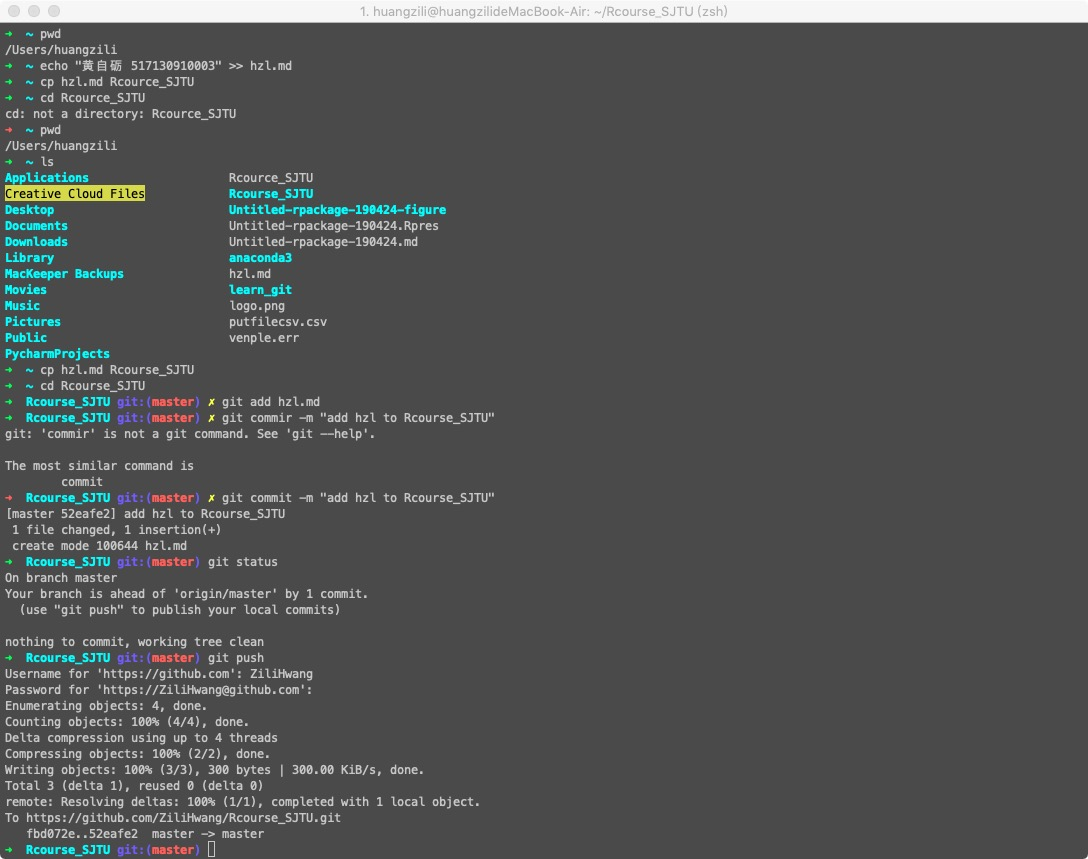 1. huangzili@huangzilideMacBook-Air: ~/Rcourse_SJTU (zsh)
➜ ~ pwd
/Users/huangzili
➜ ~ echo "黄自砺 517130910003" >> hzl.md
➜ ~ cp hzl.md Rcource_SJTU
➜ ~ cd Rcource_SJTU
cd: not a directory: Rcource_SJTU
➜ ~ pwd
/Users/huangzili
➜ ~ ls
Applications Rcource_SJTU
Creative Cloud Files Rcourse_SJTU
Desktop Untitled-rpackage-190424-figure
Documents Untitled-rpackage-190424.Rpres
Downloads Untitled-rpackage-190424.md
Library anaconda3
MacKeeper Backups hzl.md
Movies learn_git
Music logo.png
Pictures putfilecsv.csv
Public venple.err
PycharmProjects
➜ ~ cp hzl.md Rcourse_SJTU
➜ ~ cd Rcourse_SJTU
➜ Rcourse_SJTU git:(master) ✗ git add hzl.md
➜ Rcourse_SJTU git:(master) ✗ git commir -m "add hzl to Rcourse_SJTU"
git: 'commir' is not a git command. See 'git --help'.
The most similar command is
commit
➜ Rcourse_SJTU git:(master) ✗ git commit -m "add hzl to Rcourse_SJTU"
[master 52eafe2] add hzl to Rcourse_SJTU
1 file changed, 1 insertion(+)
create mode 100644 hzl.md
➜ Rcourse_SJTU git:(master) git status
On branch master
Your branch is ahead of 'origin/master' by 1 commit.
(use "git push" to publish your local commits)
nothing to commit, working tree clean
➜ Rcourse_SJTU git:(master) git push
Username for 'https://github.com': ZiliHwang
Password for 'https://ZiliHwang@github.com':
Enumerating objects: 4, done.
Counting objects: 100% (4/4), done.
Delta compression using up to 4 threads
Compressing objects: 100% (2/2), done.
Writing objects: 100% (3/3), 300 bytes | 300.00 KiB/s, done.
Total 3 (delta 1), reused 0 (delta 0)
remote: Resolving deltas: 100% (1/1), completed with 1 local object.
To https://github.com/ZiliHwang/Rcourse_SJTU.git
fbd072e..52eafe2 master -> master
➜ Rcourse_SJTU git:(master)